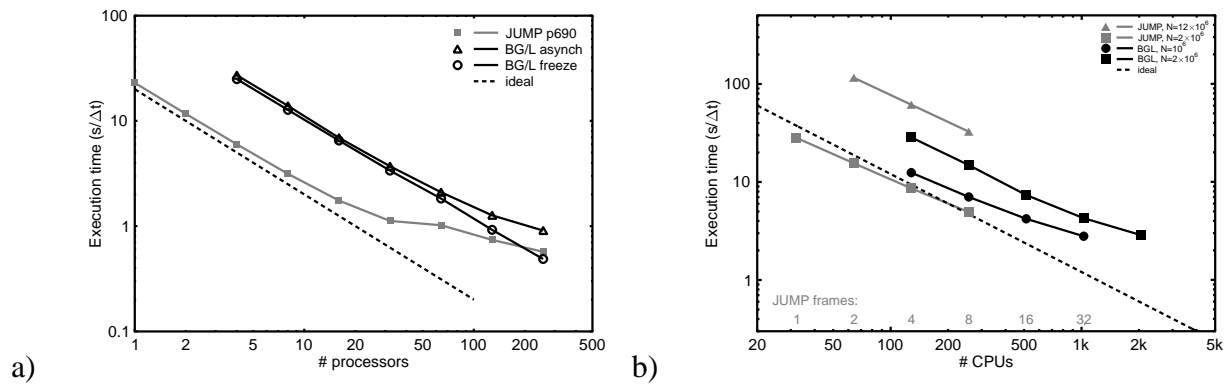 100
10
1
0.1
1
2
5
10
20
50
100
200
500
Execution time (s/Δt)
# processors
JUMP p690
BG/L asynch
BG/L freeze
ideal
a)
100
10
1
20
50
100
200
500
1k
2k
5k
Execution time (s/Δt)
# CPUs
JUMP, N=12×10⁶
JUMP, N=2×10⁶
BGL, N=10⁶
BGL, N=2×10⁶
ideal
JUMP frames:
1
2
4
8
16
32
b)